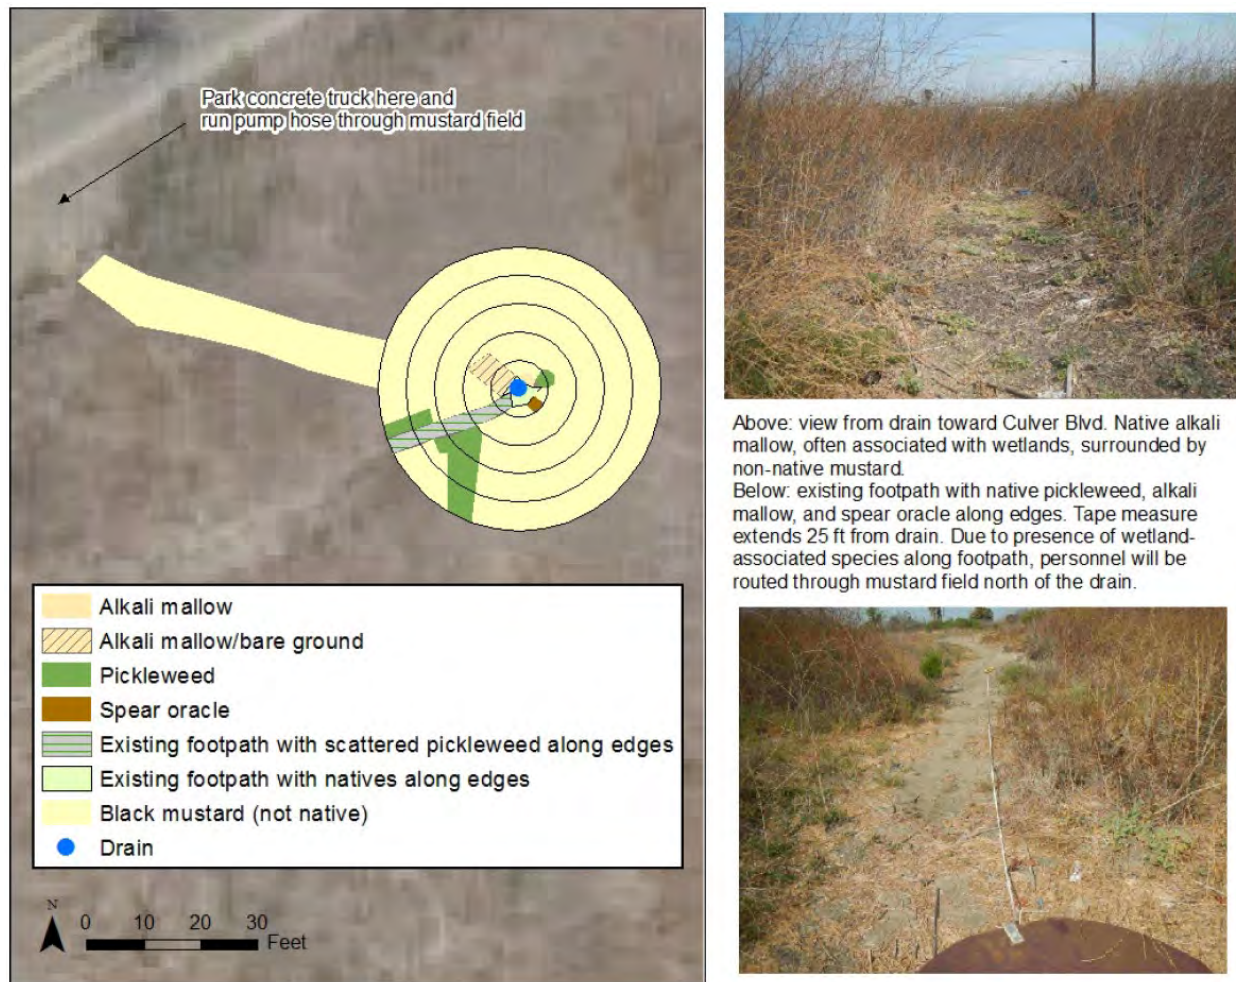 Park concrete truck here and
run pump hose through mustard field
Alkali mallow
Alkali mallow/bare ground
Pickleweed
Spear oracle
Existing footpath with scattered pickleweed along edges
Existing footpath with natives along edges
Black mustard (not native)
Drain
N
0 10 20 30
Feet
Above: view from drain toward Culver Blvd. Native alkali
mallow, often associated with wetlands, surrounded by
non-native mustard.
Below: existing footpath with native pickleweed, alkali
mallow, and spear oracle along edges. Tape measure
extends 25 ft from drain. Due to presence of wetland-
associated species along footpath, personnel will be
routed through mustard field north of the drain.